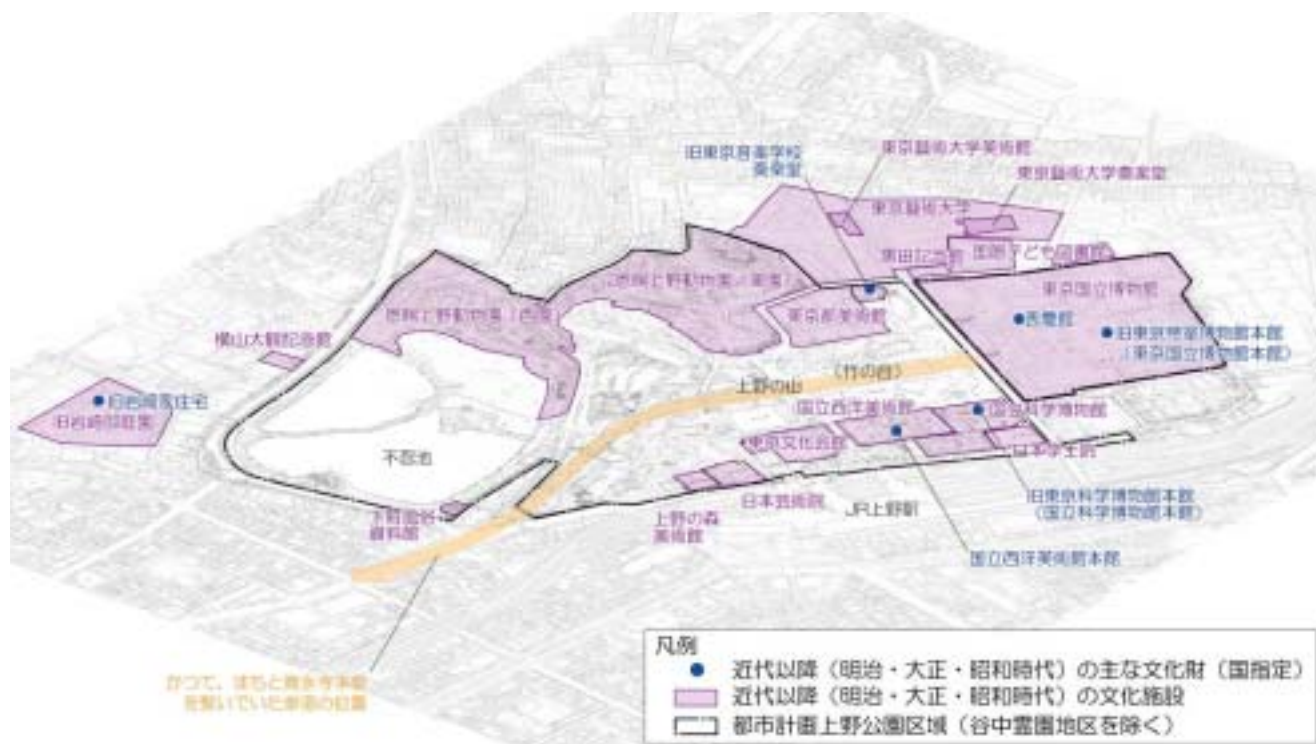 旧東京音楽学校
奏楽堂
東京藝術大学美術館
東京藝術大学奏楽堂
東京藝術大学
黒田記念館
国際子ども図書館
恩賜上野動物園（東園）
恩賜上野動物園（西園）
東京都美術館
東京国立博物館
表慶館
旧東京帝室博物館本館
（東京国立博物館本館）
横山大観記念館
旧岩崎家住宅
旧岩崎邸庭園
上野の山
（竹の台）
国立西洋美術館
国立科学博物館
東京文化会館
日本学士院
不忍池
下町風俗
資料館
日本芸術院
上野の森
美術館
JR上野駅
旧東京科学博物館本館
（国立科学博物館本館）
国立西洋美術館本館
かつて、まちと寛永寺本坊
を繋いでいた参道の位置
凡例
近代以降（明治・大正・昭和時代）の主な文化財（国指定）
近代以降（明治・大正・昭和時代）の文化施設
都市計画上野公園区域（谷中霊園地区を除く）